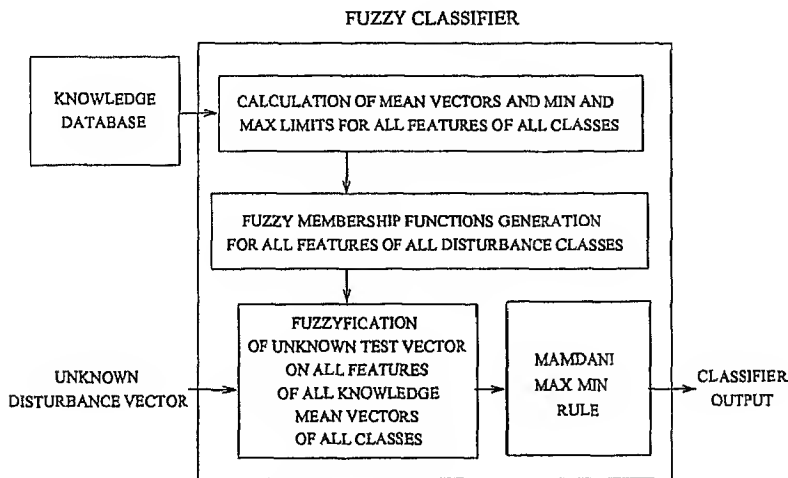 FUZZY CLASSIFIER
KNOWLEDGE
DATABASE
CALCULATION OF MEAN VECTORS AND MIN AND
MAX LIMITS FOR ALL FEATURES OF ALL CLASSES
FUZZY MEMBERSHIP FUNCTIONS GENERATION
FOR ALL FEATURES OF ALL DISTURBANCE CLASSES
UNKNOWN
DISTURBANCE VECTOR
FUZZYFICATION
OF UNKNOWN TEST VECTOR
ON ALL FEATURES
OF ALL KNOWLEDGE
MEAN VECTORS
OF ALL CLASSES
MAMDANI
MAX MIN
RULE
CLASSIFIER
OUTPUT